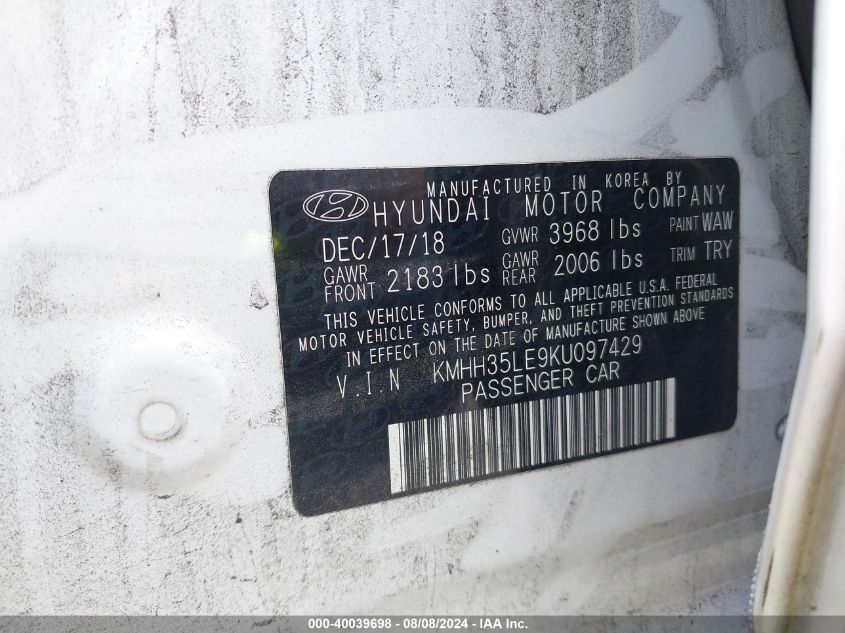 MANUFACTURED IN KOREA BY
HYUNDAI MOTOR COMPANY
DEC/17/18 GVWR 3968 lbs PAINT WAW
GAWR FRONT 2183 lbs GAWR REAR 2006 lbs TRIM TRY
THIS VEHICLE CONFORMS TO ALL APPLICABLE U.S.A. FEDERAL
MOTOR VEHICLE SAFETY, BUMPER, AND THEFT PREVENTION STANDARDS
IN EFFECT ON THE DATE OF MANUFACTURE SHOWN ABOVE
V.I.N KMHH35LE9KU097429
PASSENGER CAR
000-40039698 - 08/08/2024 - IAAI.com